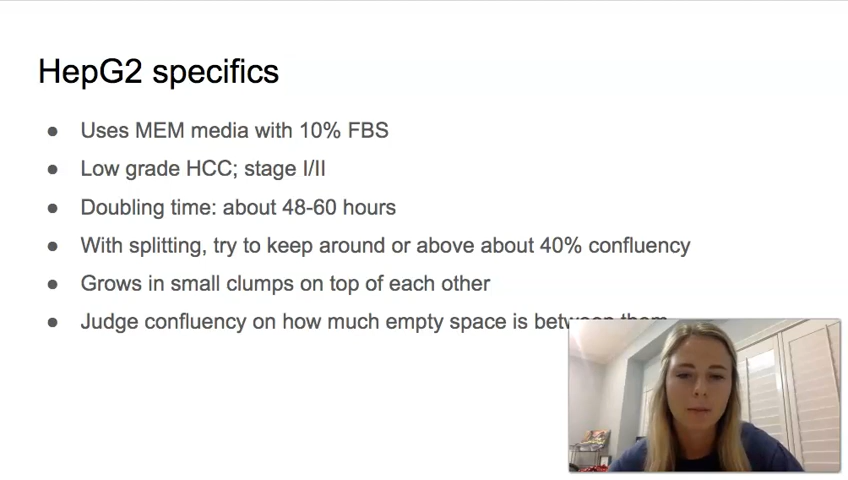 HepG2 specifics
● Uses MEM media with 10% FBS
● Low grade HCC; stage I/II
● Doubling time: about 48-60 hours
● With splitting, try to keep around or above about 40% confluency
● Grows in small clumps on top of each other
● Judge confluency on how much empty space is between them